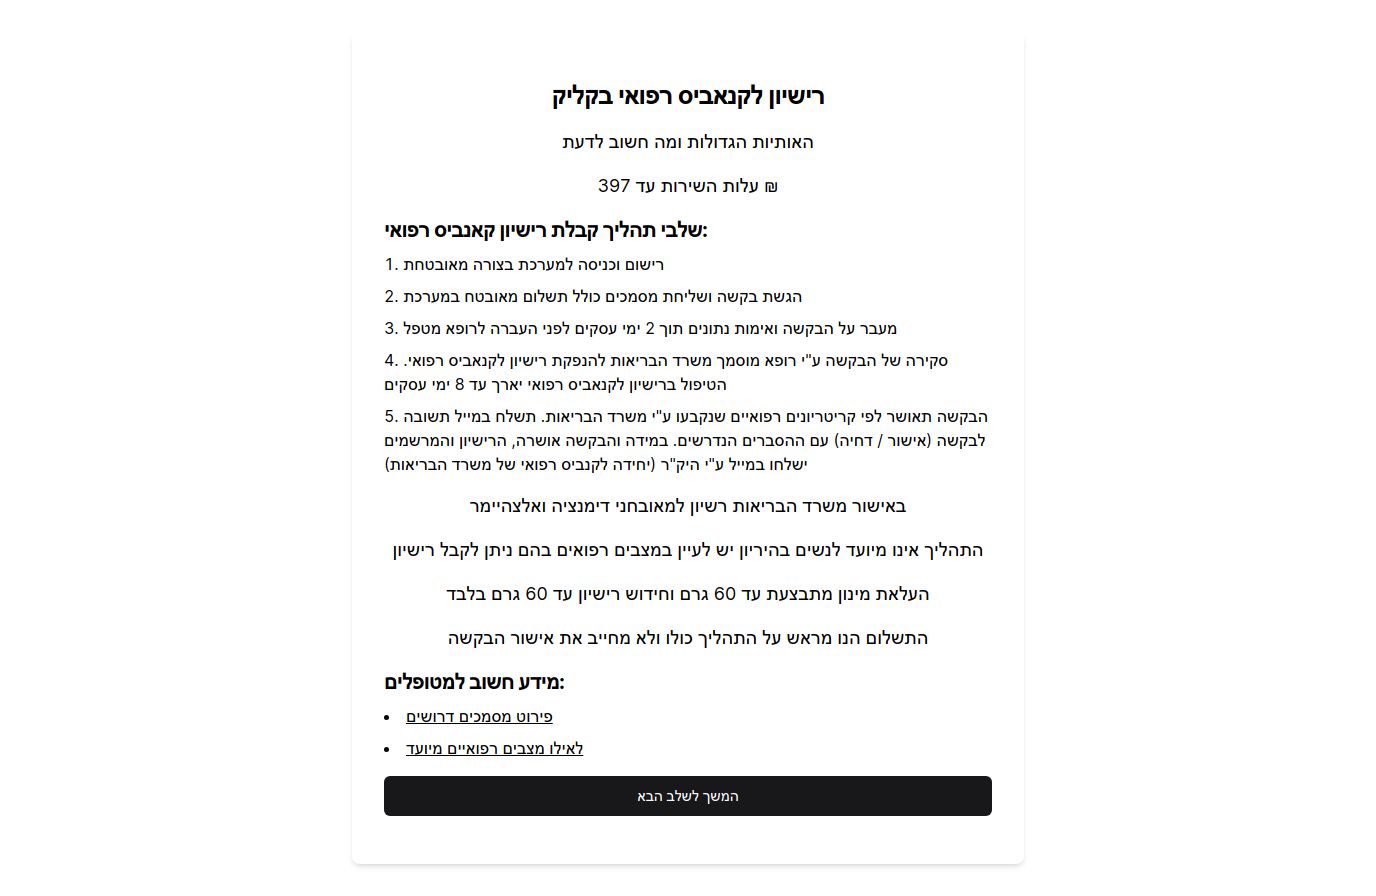 רישיון לקנאביס רפואי בקליק
האותיות הגדולות ומה חשוב לדעת
עלות השירות עד 397 ₪
שלבי תהליך קבלת רישיון קאנביס רפואי:
1. רישום וכניסה למערכת בצורה מאובטחת
2. הגשת בקשה ושליחת מסמכים כולל תשלום מאובטח במערכת
3. מעבר על הבקשה ואימות נתונים תוך 2 ימי עסקים לפני העברה לרופא מטפל
4. סקירה של הבקשה ע"י רופא מוסמך משרד הבריאות להנפקת רישיון לקנאביס רפואי.
הטיפול ברישיון לקנאביס רפואי יארך עד 8 ימי עסקים
5. הבקשה תאושר לפי קריטריונים רפואיים שנקבעו ע"י משרד הבריאות. תשלח במייל תשובה
לבקשה (אישור / דחיה) עם ההסברים הנדרשים. במידה והבקשה אושרה, הרישיון והמרשמים
ישלחו במייל ע"י היק"ר (יחידה לקנביס רפואי של משרד הבריאות)
באישור משרד הבריאות רשיון למאובחני דימנציה ואלצהיימר
התהליך אינו מיועד לנשים בהיריון יש לעיין במצבים רפואים בהם ניתן לקבל רישיון
העלאת מינון מתבצעת עד 60 גרם וחידוש רישיון עד 60 גרם בלבד
התשלום הנו מראש על התהליך כולו ולא מחייב את אישור הבקשה
מידע חשוב למטופלים:
פירוט מסמכים דרושים
לאילו מצבים רפואיים מיועד
המשך לשלב הבא